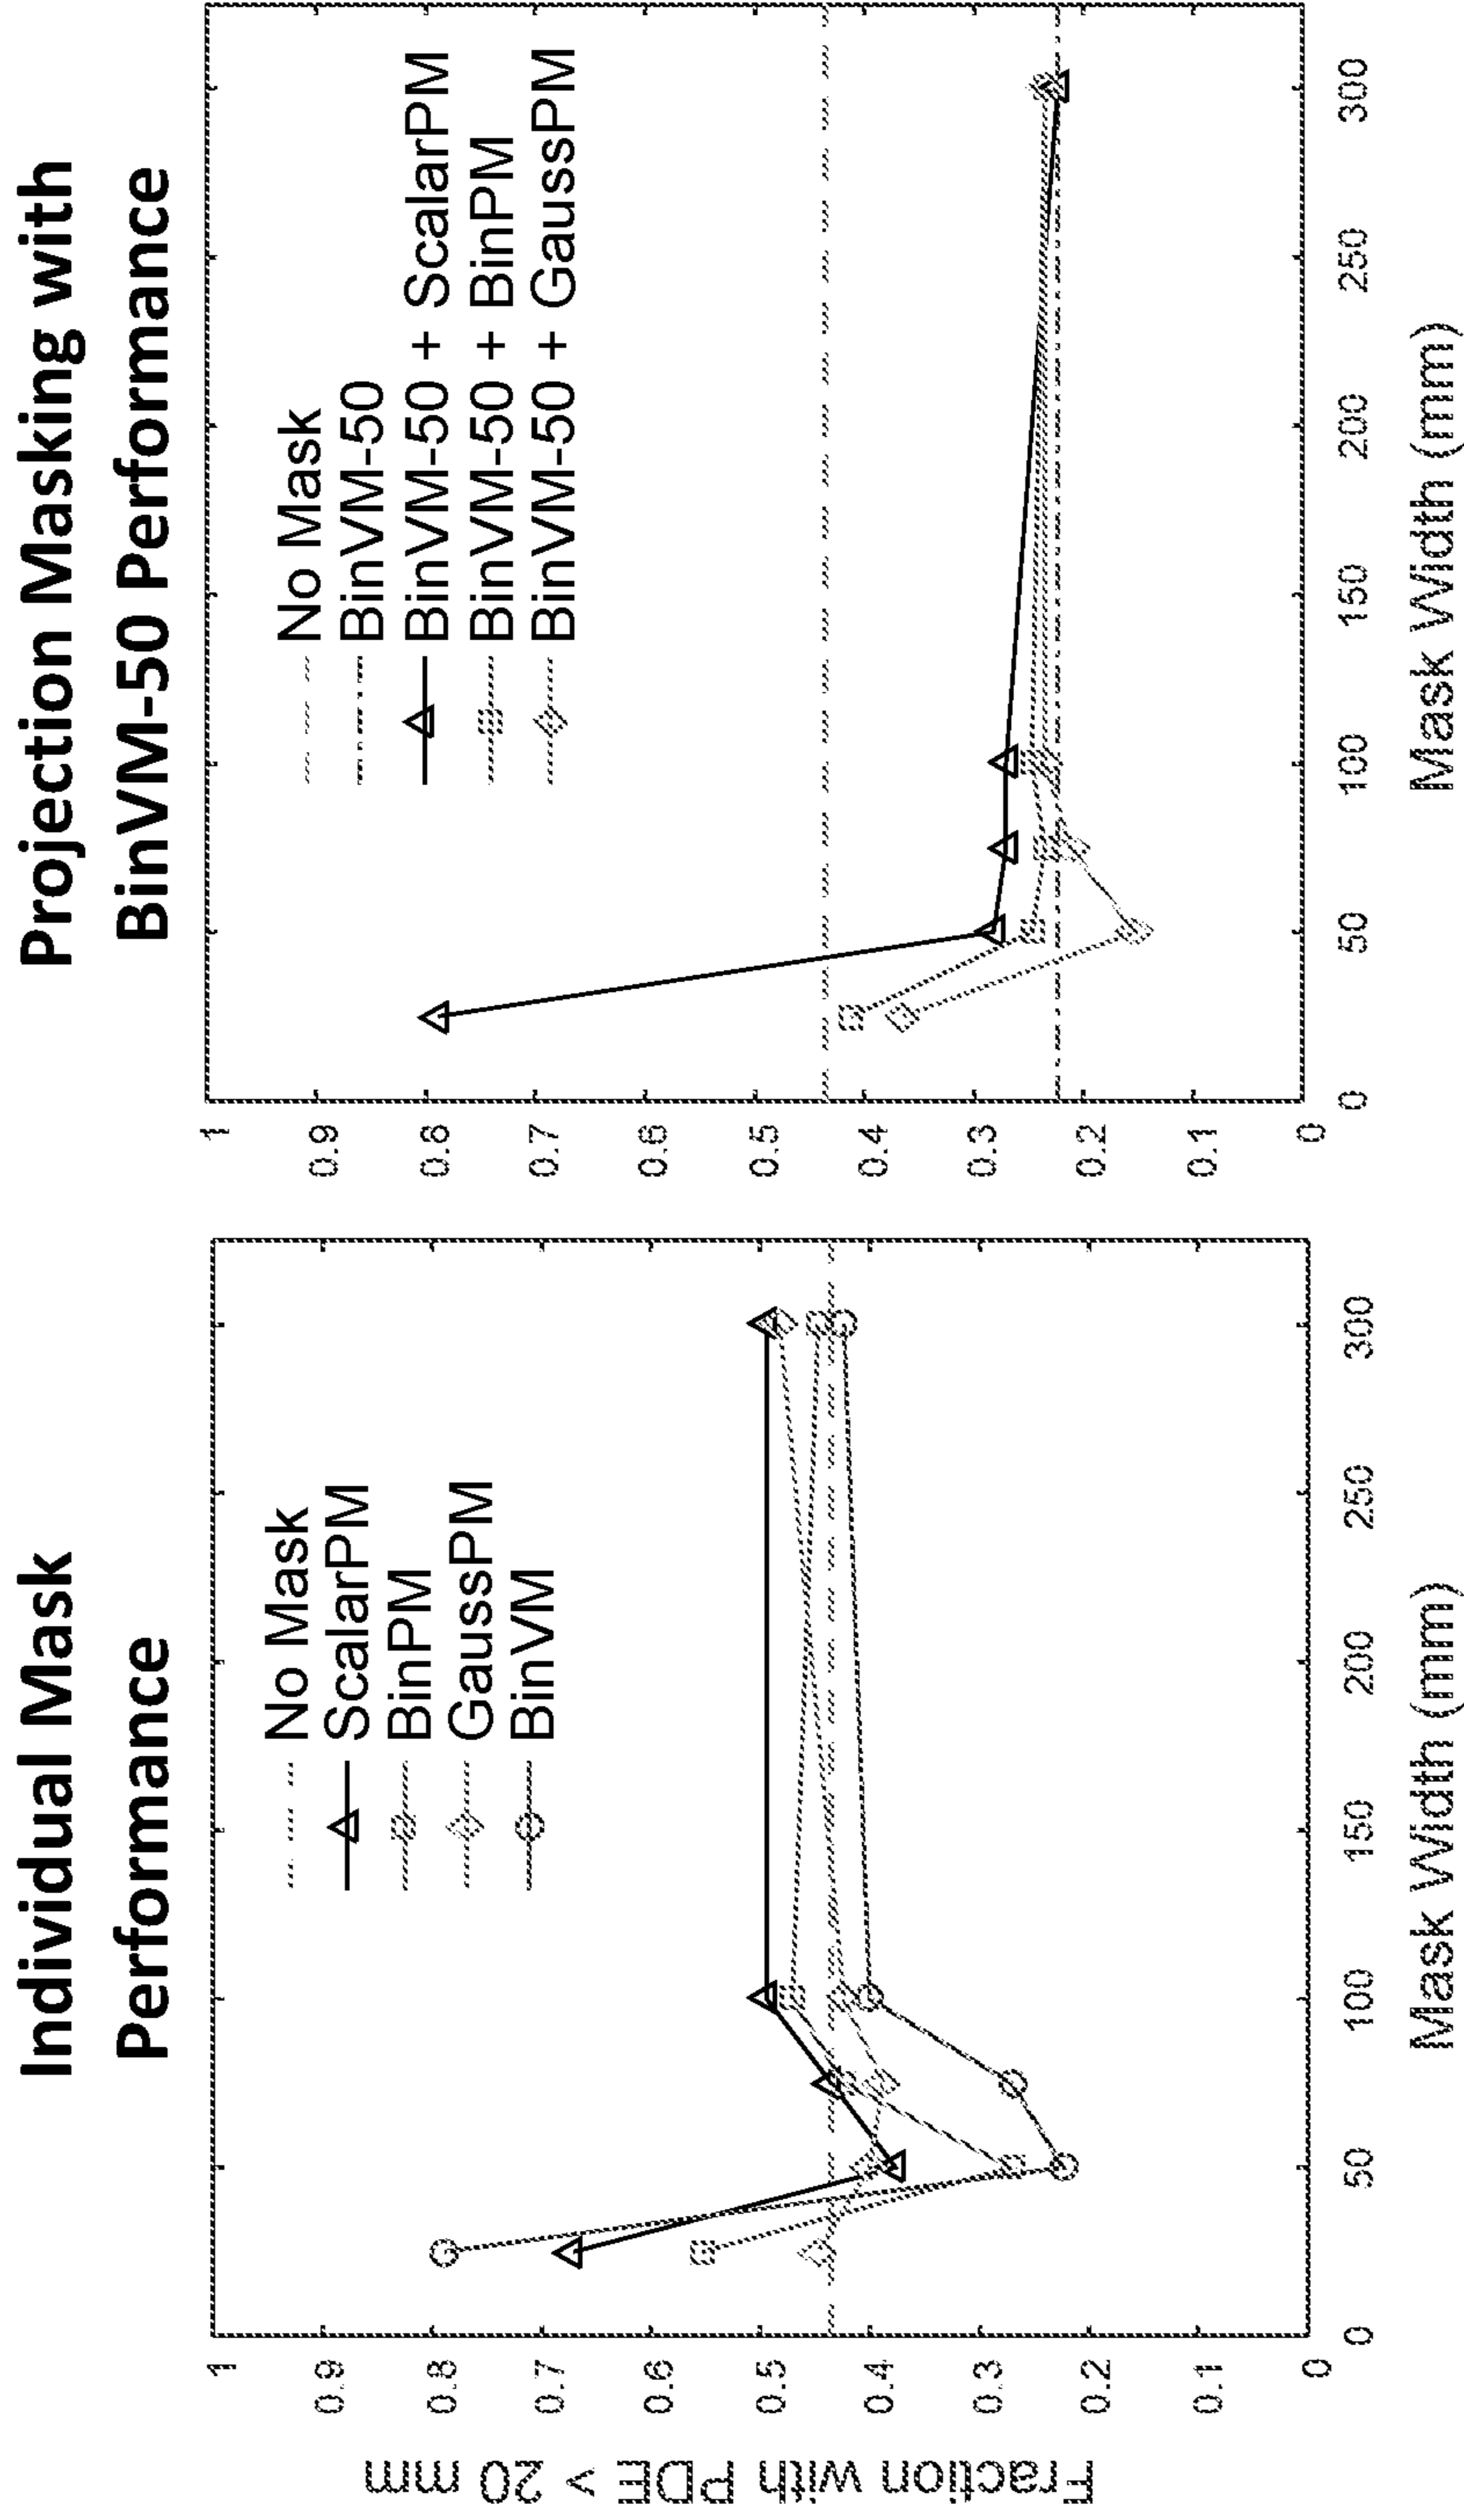 Individual Mask
Performance
Fraction with PDE > 20 mm
1
0.9
0.8
0.7
0.6
0.5
0.4
0.3
0.2
0.1
0
No Mask
ScalarPM
BinPM
GaussPM
BinVM
0 50 100 150 200 250 300
Mask Width (mm)
Projection Masking with
BinVM-50 Performance
1
0.9
0.8
0.7
0.6
0.5
0.4
0.3
0.2
0.1
0
No Mask
BinVM-50
BinVM-50 + ScalarPM
BinVM-50 + BinPM
BinVM-50 + GaussPM
0 50 100 150 200 250 300
Mask Width (mm)